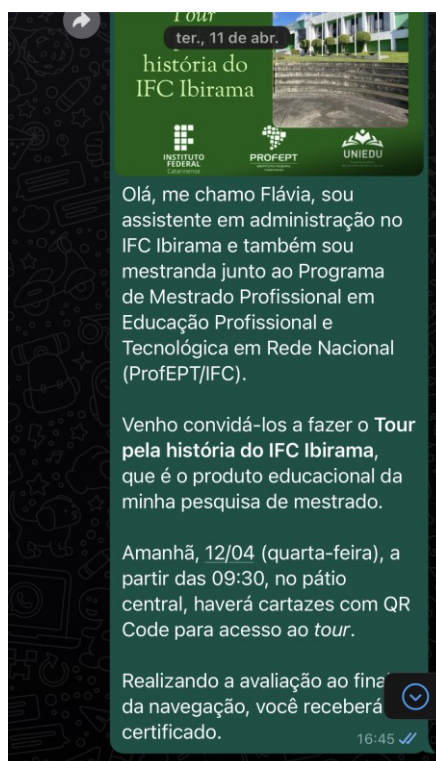 Tour
ter., 11 de abr.
história do
IFC Ibirama
INSTITUTO
FEDERAL
Catarinense
PROFEPT
UNIEDU
Olá, me chamo Flávia, sou
assistente em administração no
IFC Ibirama e também sou
mestranda junto ao Programa
de Mestrado Profissional em
Educação Profissional e
Tecnológica em Rede Nacional
(ProfEPT/IFC).
Venho convidá-los a fazer o Tour
pela história do IFC Ibirama,
que é o produto educacional da
minha pesquisa de mestrado.
Amanhã, 12/04 (quarta-feira), a
partir das 09:30, no pátio
central, haverá cartazes com QR
Code para acesso ao tour.
Realizando a avaliação ao final
da navegação, você receberá
certificado.
16:45